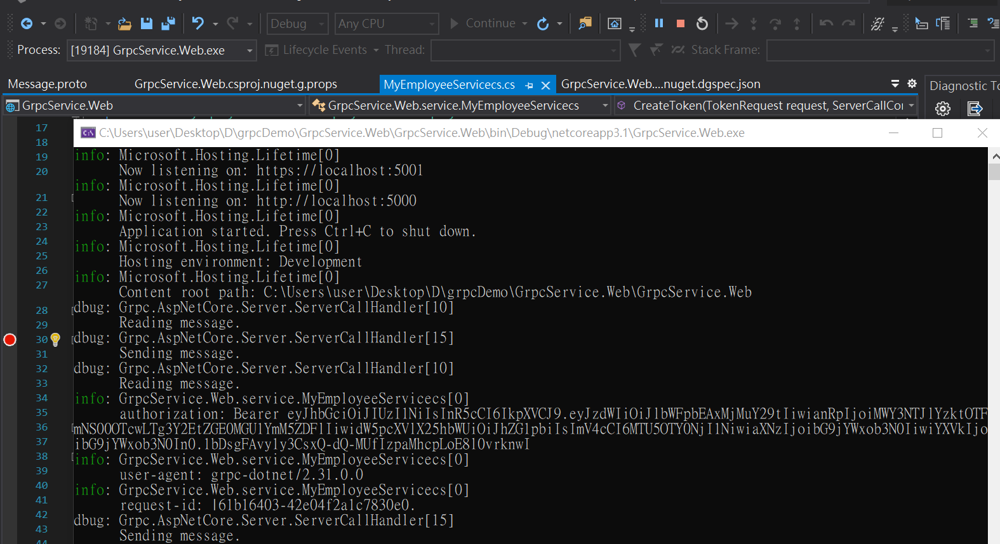 Debug
Any CPU
Continue
Process:
[19184] GrpcService.Web.exe
Lifecycle Events
Thread:
Stack Frame:
Message.proto
GrpcService.Web.csproj.nuget.g.props
MyEmployeeServicecs.cs
GrpcService.Web....nuget.dgspec.json
Diagnostic To
GrpcService.Web
GrpcService.Web.service.MyEmployeeServicecs
CreateToken(TokenRequest request, ServerCallCor
C:\Users\user\Desktop\D\grpcDemo\GrpcService.Web\GrpcService.Web\bin\Debug\netcoreapp3.1\GrpcService.Web.exe
17
18
19
20
21
22
23
24
25
26
27
28
29
30
31
32
33
34
35
36
37
38
39
40
41
42
43
44
info: Microsoft.Hosting.Lifetime[0]
Now listening on: https://localhost:5001
info: Microsoft.Hosting.Lifetime[0]
Now listening on: http://localhost:5000
info: Microsoft.Hosting.Lifetime[0]
Application started. Press Ctrl+C to shut down.
info: Microsoft.Hosting.Lifetime[0]
Hosting environment: Development
info: Microsoft.Hosting.Lifetime[0]
Content root path: C:\Users\user\Desktop\D\grpcDemo\GrpcService.Web\GrpcService.Web
dbug: Grpc.AspNetCore.Server.ServerCallHandler[10]
Reading message.
dbug: Grpc.AspNetCore.Server.ServerCallHandler[15]
Sending message.
dbug: Grpc.AspNetCore.Server.ServerCallHandler[10]
Reading message.
info: GrpcService.Web.service.MyEmployeeServicecs[0]
authorization: Bearer eyJhbGciOiJIUzI1NiIsInR5cCI6IkpXVCJ9.eyJzdWIiOiJlbWFpbEAxMjMuY29tIiwianRpIjoiMWY3NTJlYzktOTF
mNS00OTcwLTg3Y2EtZGE0MGUlYmM5ZDFlIiwidW5pcXVlX25hbWUiOiJhZG1pbiIsImV4cCI6MTU5OTY0NjI1NiwiaXNzIjoibG9jYWxob3N0IiwiYXVkIjo
ibG9jYWxob3N0In0.lbDsgFAvyly3CsxQ-dQ-MUfIzpaMhcpLoE8l0vrknwI
info: GrpcService.Web.service.MyEmployeeServicecs[0]
user-agent: grpc-dotnet/2.31.0.0
info: GrpcService.Web.service.MyEmployeeServicecs[0]
request-id: |61b16403-42e04f2a1c7830e0.
dbug: Grpc.AspNetCore.Server.ServerCallHandler[15]
Sending message.